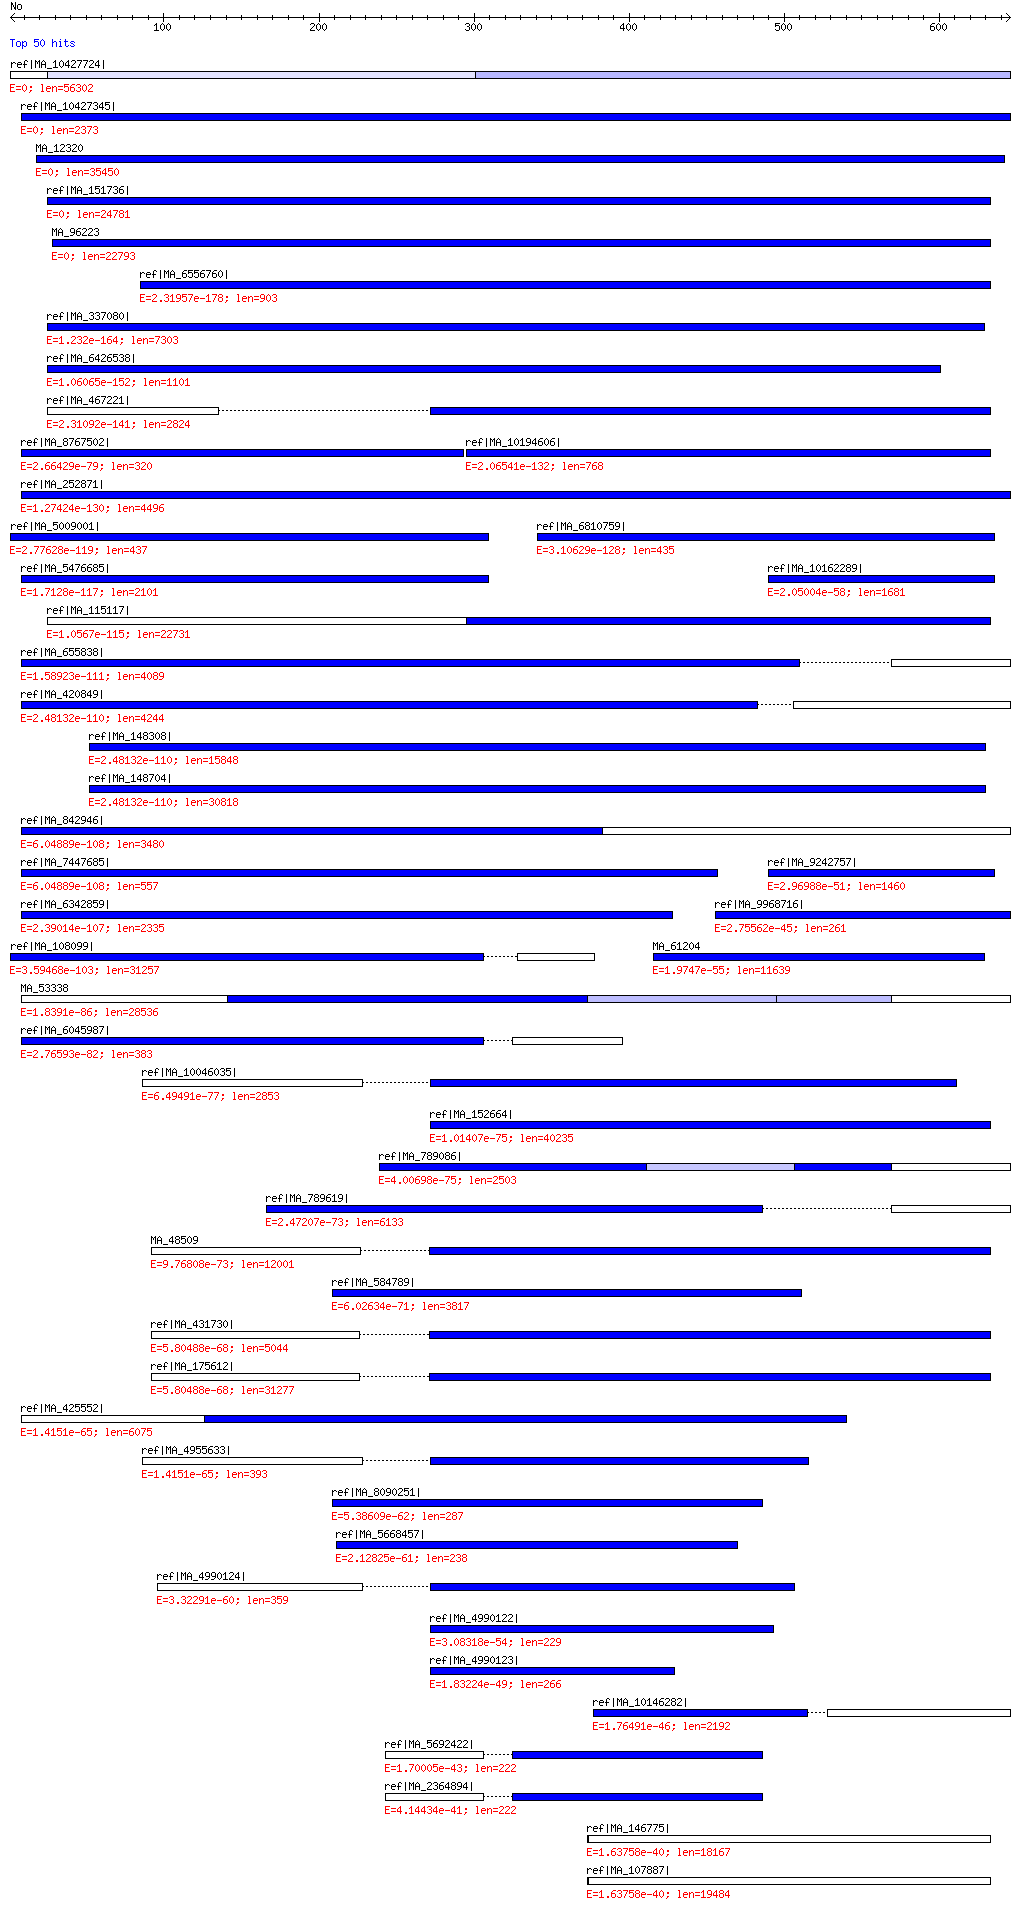 No
100 200 300 400 500 600
Top 50 hits
ref|MA_10427724|
E=0; len=56302
ref|MA_10427345|
E=0; len=2373
MA_12320
E=0; len=35450
ref|MA_151736|
E=0; len=24781
MA_96223
E=0; len=22793
ref|MA_6556760|
E=2.31957e-178; len=903
ref|MA_337080|
E=1.232e-164; len=7303
ref|MA_6426538|
E=1.06065e-152; len=1101
ref|MA_467221|
E=2.31092e-141; len=2824
ref|MA_8767502| ref|MA_10194606|
E=2.66429e-79; len=320 E=2.06541e-132; len=768
ref|MA_252871|
E=1.27424e-130; len=4496
ref|MA_5009001| ref|MA_6810759|
E=2.77628e-119; len=437 E=3.10629e-128; len=435
ref|MA_5476685| ref|MA_10162289|
E=1.7128e-117; len=2101 E=2.05004e-58; len=1681
ref|MA_115117|
E=1.0567e-115; len=22731
ref|MA_655838|
E=1.58923e-111; len=4089
ref|MA_420849|
E=2.48132e-110; len=4244
ref|MA_148308|
E=2.48132e-110; len=15848
ref|MA_148704|
E=2.48132e-110; len=30818
ref|MA_842946|
E=6.04889e-108; len=3480
ref|MA_7447685| ref|MA_9242757|
E=6.04889e-108; len=557 E=2.96988e-51; len=1460
ref|MA_6342859| ref|MA_9968716|
E=2.39014e-107; len=2335 E=2.75562e-45; len=261
ref|MA_108099| MA_61204
E=3.59468e-103; len=31257 E=1.9747e-55; len=11639
MA_53338
E=1.8391e-86; len=28536
ref|MA_6045987|
E=2.76593e-82; len=383
ref|MA_10046035|
E=6.49491e-77; len=2853
ref|MA_152664|
E=1.01407e-75; len=40235
ref|MA_789086|
E=4.00698e-75; len=2503
ref|MA_789619|
E=2.47207e-73; len=6133
MA_48509
E=9.76808e-73; len=12001
ref|MA_584789|
E=6.02634e-71; len=3817
ref|MA_431730|
E=5.80488e-68; len=5044
ref|MA_175612|
E=5.80488e-68; len=31277
ref|MA_425552|
E=1.4151e-65; len=6075
ref|MA_4955633|
E=1.4151e-65; len=393
ref|MA_8090251|
E=5.38609e-62; len=287
ref|MA_5668457|
E=2.12825e-61; len=238
ref|MA_4990124|
E=3.32291e-60; len=359
ref|MA_4990122|
E=3.08318e-54; len=229
ref|MA_4990123|
E=1.83224e-49; len=266
ref|MA_10146282|
E=1.76491e-46; len=2192
ref|MA_5692422|
E=1.70005e-43; len=222
ref|MA_2364894|
E=4.14434e-41; len=222
ref|MA_146775|
E=1.63758e-40; len=18167
ref|MA_107887|
E=1.63758e-40; len=19484